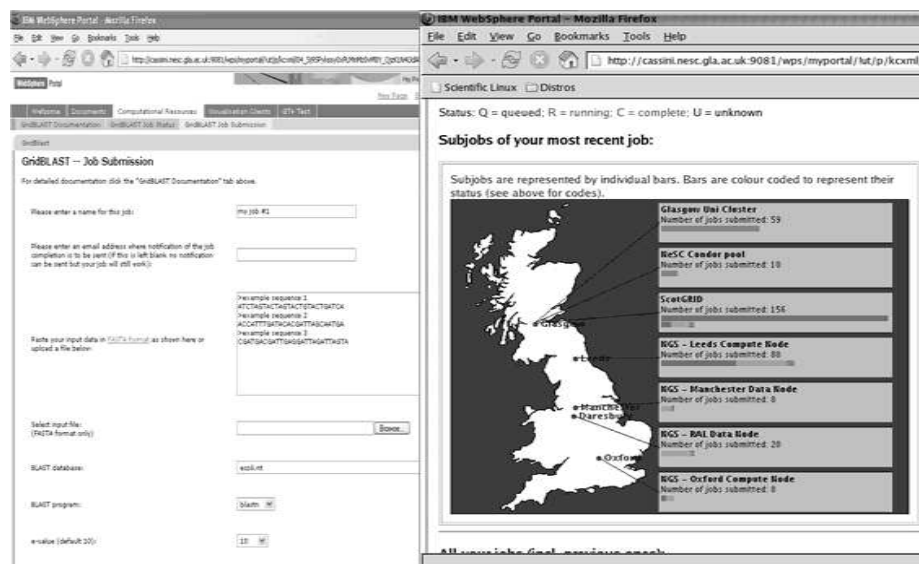 IBM WebSphere Portal - Mozilla Firefox
File Edit View Go Bookmarks Tools Help
WebSphere Portal
New Page
Welcome Documents Computational Resources Visualisation Clients
GridBLAST Documentation GridBLAST Job Status GridBLAST Job Submission
GridBlast
GridBLAST -- Job Submission
For detailed documentation click the "GridBLAST Documentation" tab above.
Please enter a name for this job:
my job #1
Please enter an email address where notification of the job
completion is to be sent (if this is left blank no notification
can be sent but your job will still work):
>example sequence 1
ATCTAGTACTAGTACTGTACTGATCA
>example sequence 2
ACCATTTGATACACGATTAGCAATGA
>example sequence 3
CGATGACGATTGAGGATTAGATTAGTA
Paste your input data in FASTA format as shown here or
upload a file below:
Select input file:
(FASTA format only)
Browse...
BLAST database:
ecoli.nt
BLAST program:
blastn
e-value (default 10):
10
IBM WebSphere Portal - Mozilla Firefox
File Edit View Go Bookmarks Tools Help
http://cassini.nesc.gla.ac.uk:9081/wps/myportal/!ut/p/kcxml
Scientific Linux Distros
Status: Q = queued; R = running; C = complete; U = unknown
Subjobs of your most recent job:
Subjobs are represented by individual bars. Bars are colour coded to represent their
status (see above for codes).
Glasgow Uni Cluster
Number of jobs submitted: 59
NeSC Condor pool
Number of jobs submitted: 10
ScotGRID
Number of jobs submitted: 156
Glasgow
NGS - Leeds Compute Node
Number of jobs submitted: 80
Leeds
NGS - Manchester Data Node
Number of jobs submitted: 8
Manchester
Daresbury
NGS - RAL Data Node
Number of jobs submitted: 20
Oxford
NGS - Oxford Compute Node
Number of jobs submitted: 8
All your jobs (incl. previous ones):